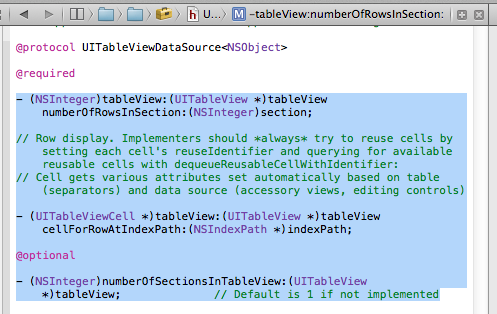 U... M -tableView:numberOfRowsInSection:
@protocol UITableViewDataSource<NSObject>
@required
- (NSInteger)tableView:(UITableView *)tableView
numberOfRowsInSection:(NSInteger)section;
// Row display. Implementers should *always* try to reuse cells by
setting each cell's reuseIdentifier and querying for available
reusable cells with dequeueReusableCellWithIdentifier:
// Cell gets various attributes set automatically based on table
(separators) and data source (accessory views, editing controls)
- (UITableViewCell *)tableView:(UITableView *)tableView
cellForRowAtIndexPath:(NSIndexPath *)indexPath;
@optional
- (NSInteger)numberOfSectionsInTableView:(UITableView
*)tableView; // Default is 1 if not implemented